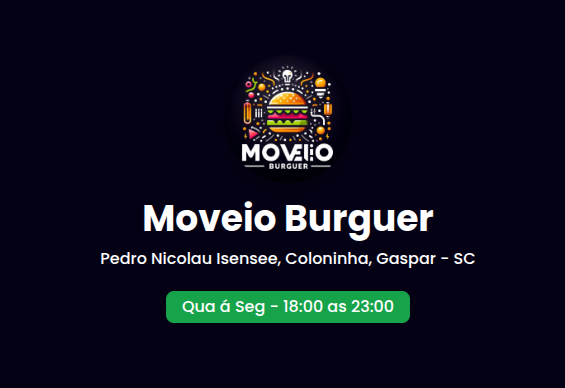 MOVEIO
BURGUER
Moveio Burguer
Pedro Nicolau Isensee, Coloninha, Gaspar - SC
Qua á Seg - 18:00 as 23:00